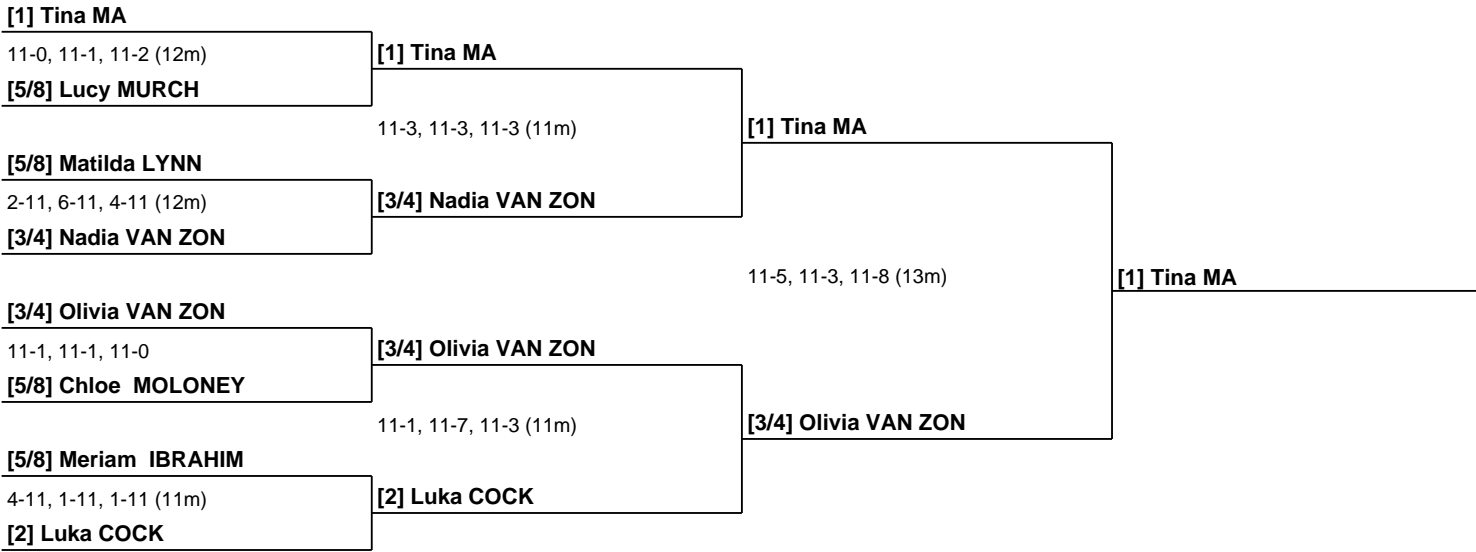 [1] Tina MA
11-0, 11-1, 11-2 (12m)
[5/8] Lucy MURCH
[5/8] Matilda LYNN
2-11, 6-11, 4-11 (12m)
[3/4] Nadia VAN ZON
[3/4] Olivia VAN ZON
11-1, 11-1, 11-0
[5/8] Chloe  MOLONEY
[5/8] Meriam  IBRAHIM
4-11, 1-11, 1-11 (11m)
[2] Luka COCK
[1] Tina MA
11-3, 11-3, 11-3 (11m)
[3/4] Nadia VAN ZON
[3/4] Olivia VAN ZON
11-1, 11-7, 11-3 (11m)
[2] Luka COCK
[1] Tina MA
11-5, 11-3, 11-8 (13m)
[3/4] Olivia VAN ZON
[1] Tina MA